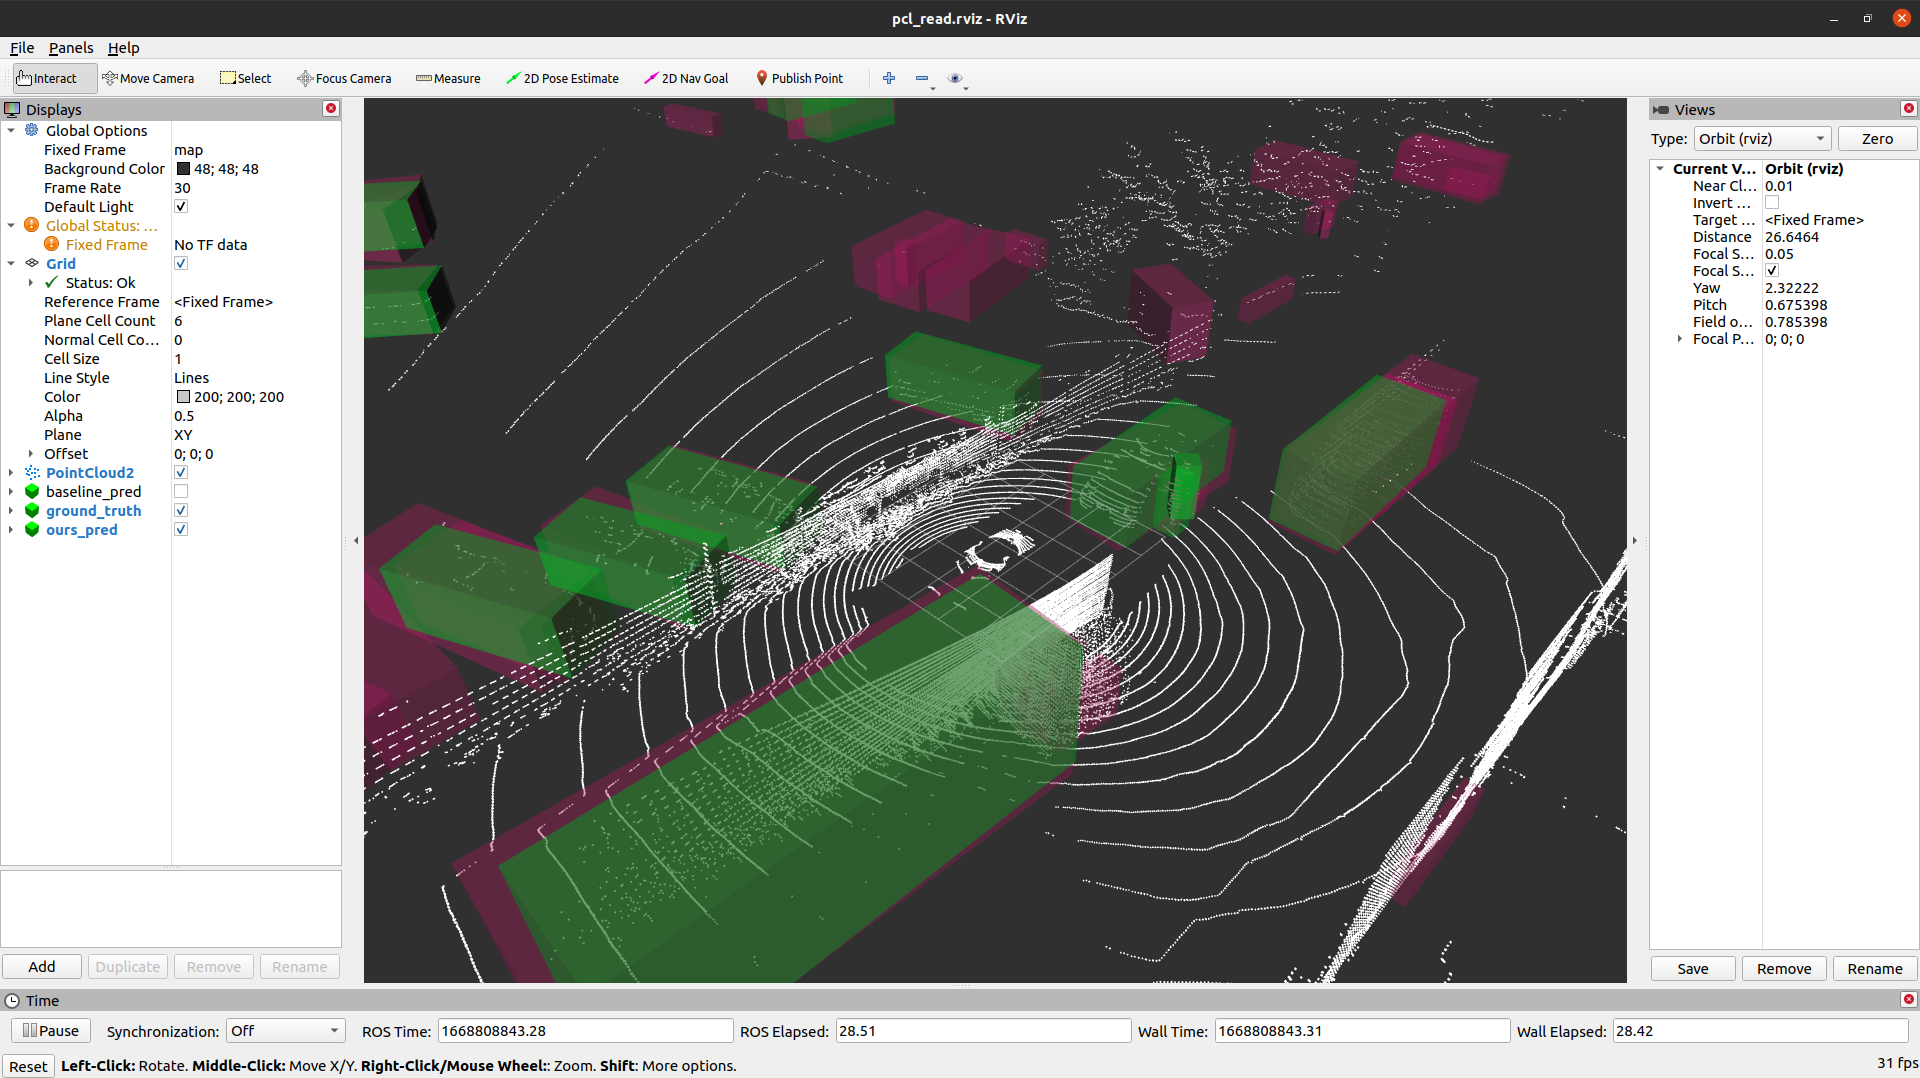 pcl_read.rviz - RViz
File Panels Help
Interact Move Camera Select Focus Camera Measure 2D Pose Estimate 2D Nav Goal Publish Point
Displays
Global Options
Fixed Frame map
Background Color 48; 48; 48
Frame Rate 30
Default Light
Global Status: ...
Fixed Frame No TF data
Grid
Status: Ok
Reference Frame <Fixed Frame>
Plane Cell Count 6
Normal Cell Co... 0
Cell Size 1
Line Style Lines
Color 200; 200; 200
Alpha 0.5
Plane XY
Offset 0; 0; 0
PointCloud2
baseline_pred
ground_truth
ours_pred
Add Duplicate Remove Rename
Views
Type: Orbit (rviz) Zero
Current V... Orbit (rviz)
Near Cl... 0.01
Invert ...
Target ... <Fixed Frame>
Distance 26.6464
Focal S... 0.05
Focal S...
Yaw 2.32222
Pitch 0.675398
Field o... 0.785398
Focal P... 0; 0; 0
Save Remove Rename
Time
Pause Synchronization: Off ROS Time: 1668808843.28 ROS Elapsed: 28.51 Wall Time: 1668808843.31 Wall Elapsed: 28.42
Reset Left-Click: Rotate. Middle-Click: Move X/Y. Right-Click/Mouse Wheel:: Zoom. Shift: More options. 31 fps